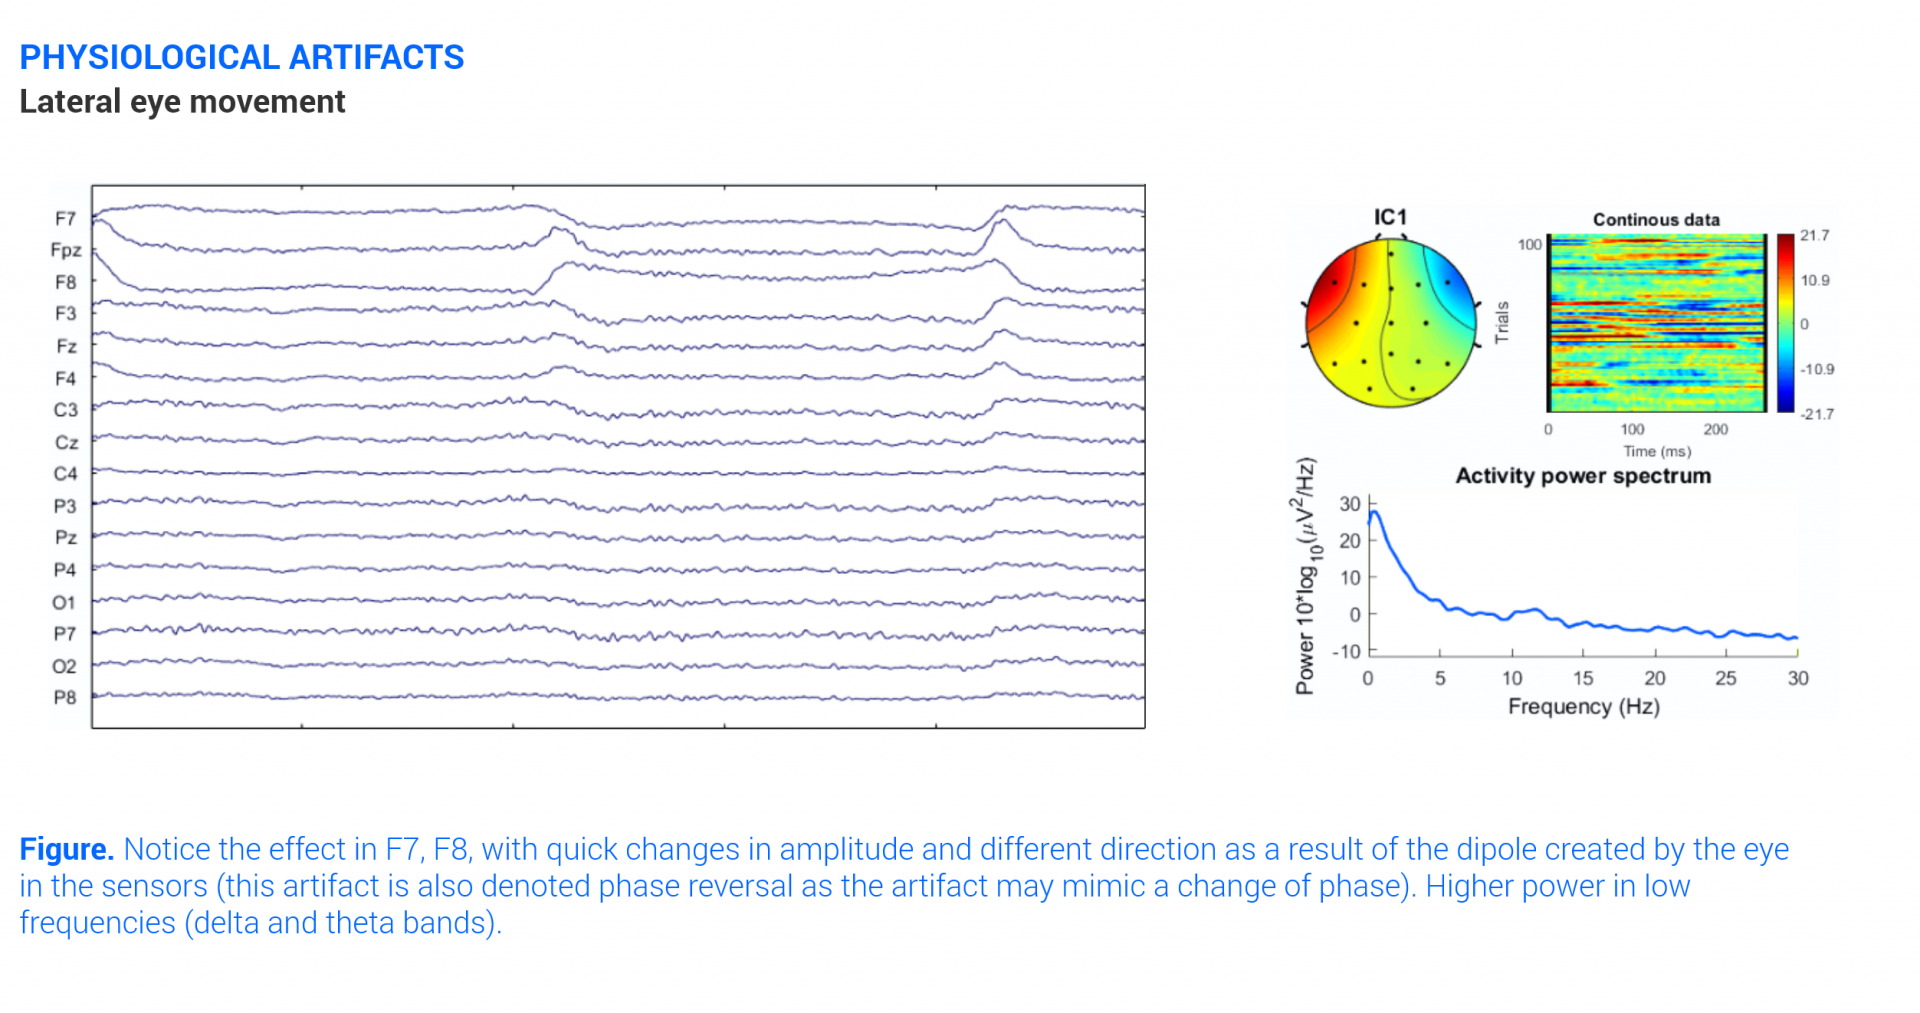 PHYSIOLOGICAL ARTIFACTS
Lateral eye movement
F7
Fpz
F8
F3
Fz
F4
C3
Cz
C4
P3
Pz
P4
O1
P7
O2
P8
IC1
Continous data
100
Trials
0 100 200
Time (ms)
21.7
10.9
0
-10.9
-21.7
Activity power spectrum
Power 10*log10(μV2/Hz)
30
20
10
0
-10
0 5 10 15 20 25 30
Frequency (Hz)
Figure. Notice the effect in F7, F8, with quick changes in amplitude and different direction as a result of the dipole created by the eye
in the sensors (this artifact is also denoted phase reversal as the artifact may mimic a change of phase). Higher power in low
frequencies (delta and theta bands).